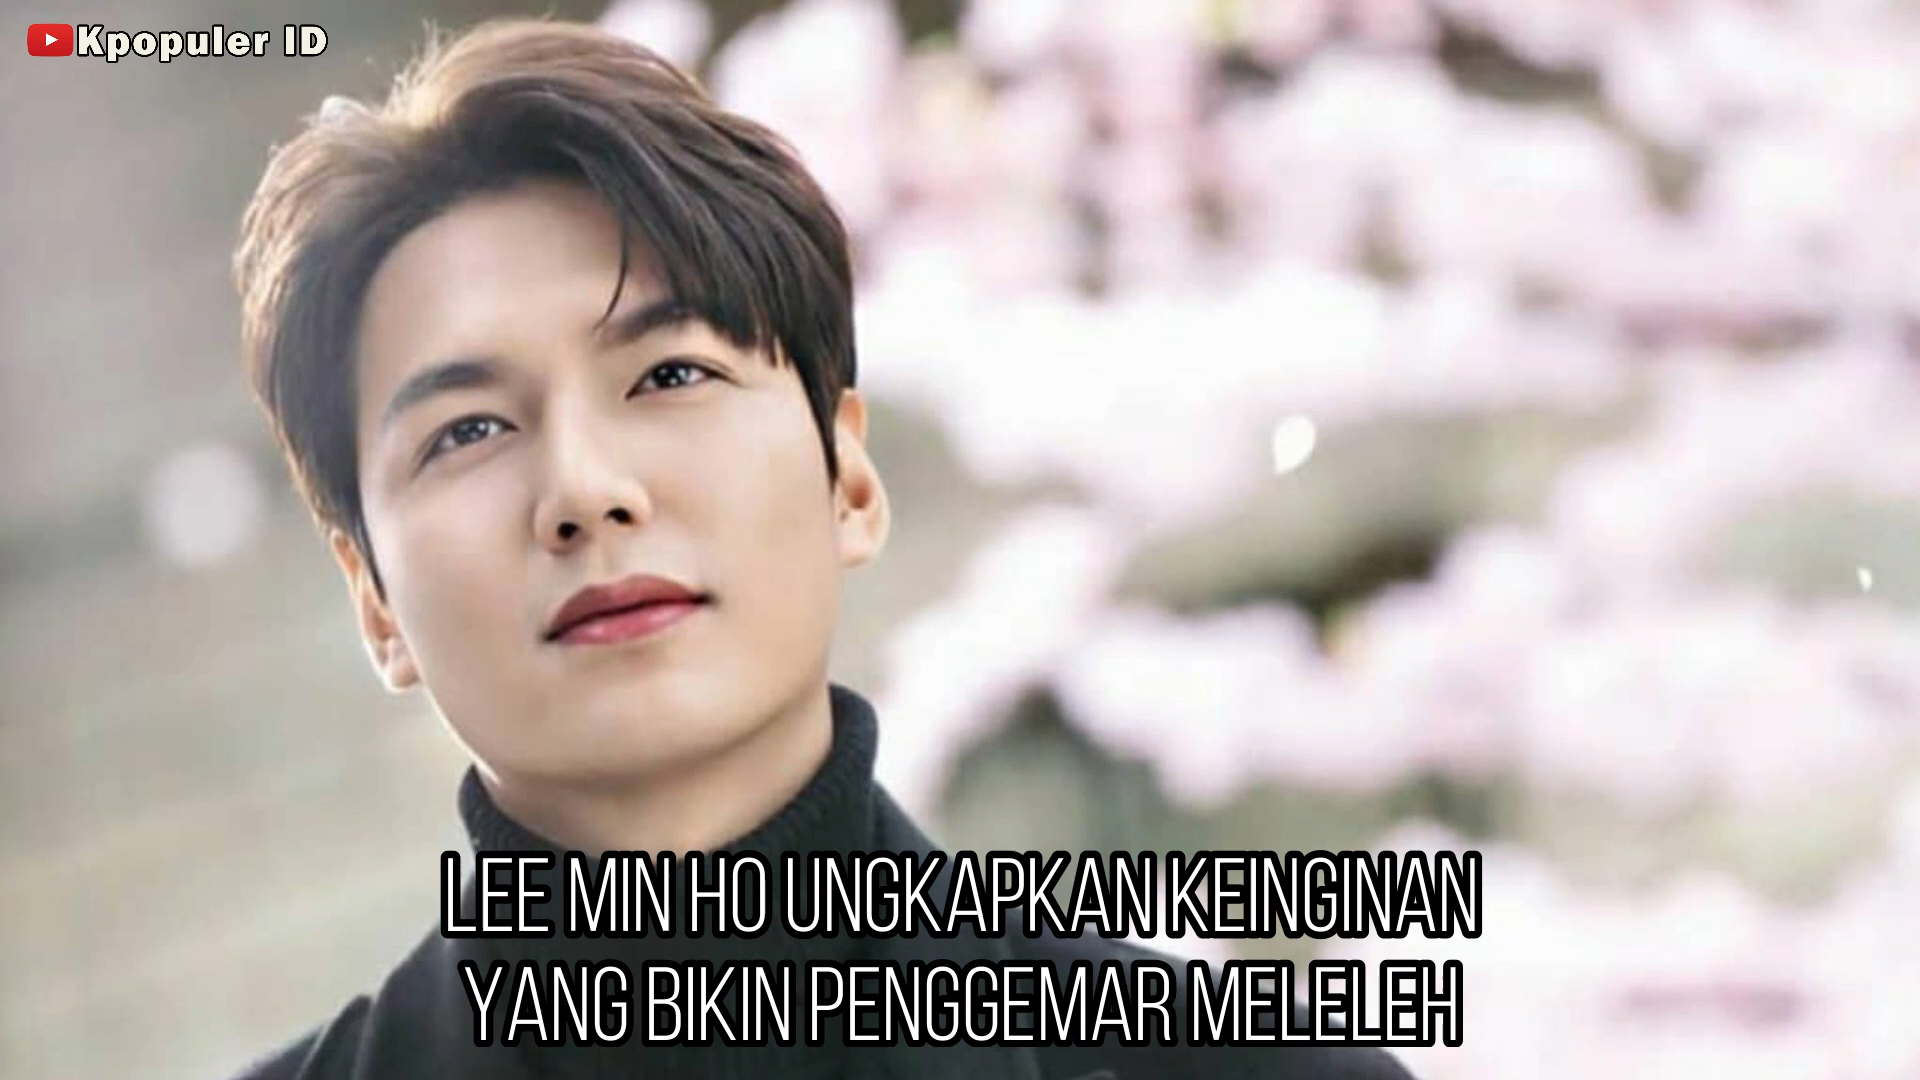 Kpopuler ID
LEE MIN HO UNGKAPKAN KEINGINAN
YANG BIKIN PENGGEMAR MELELEH